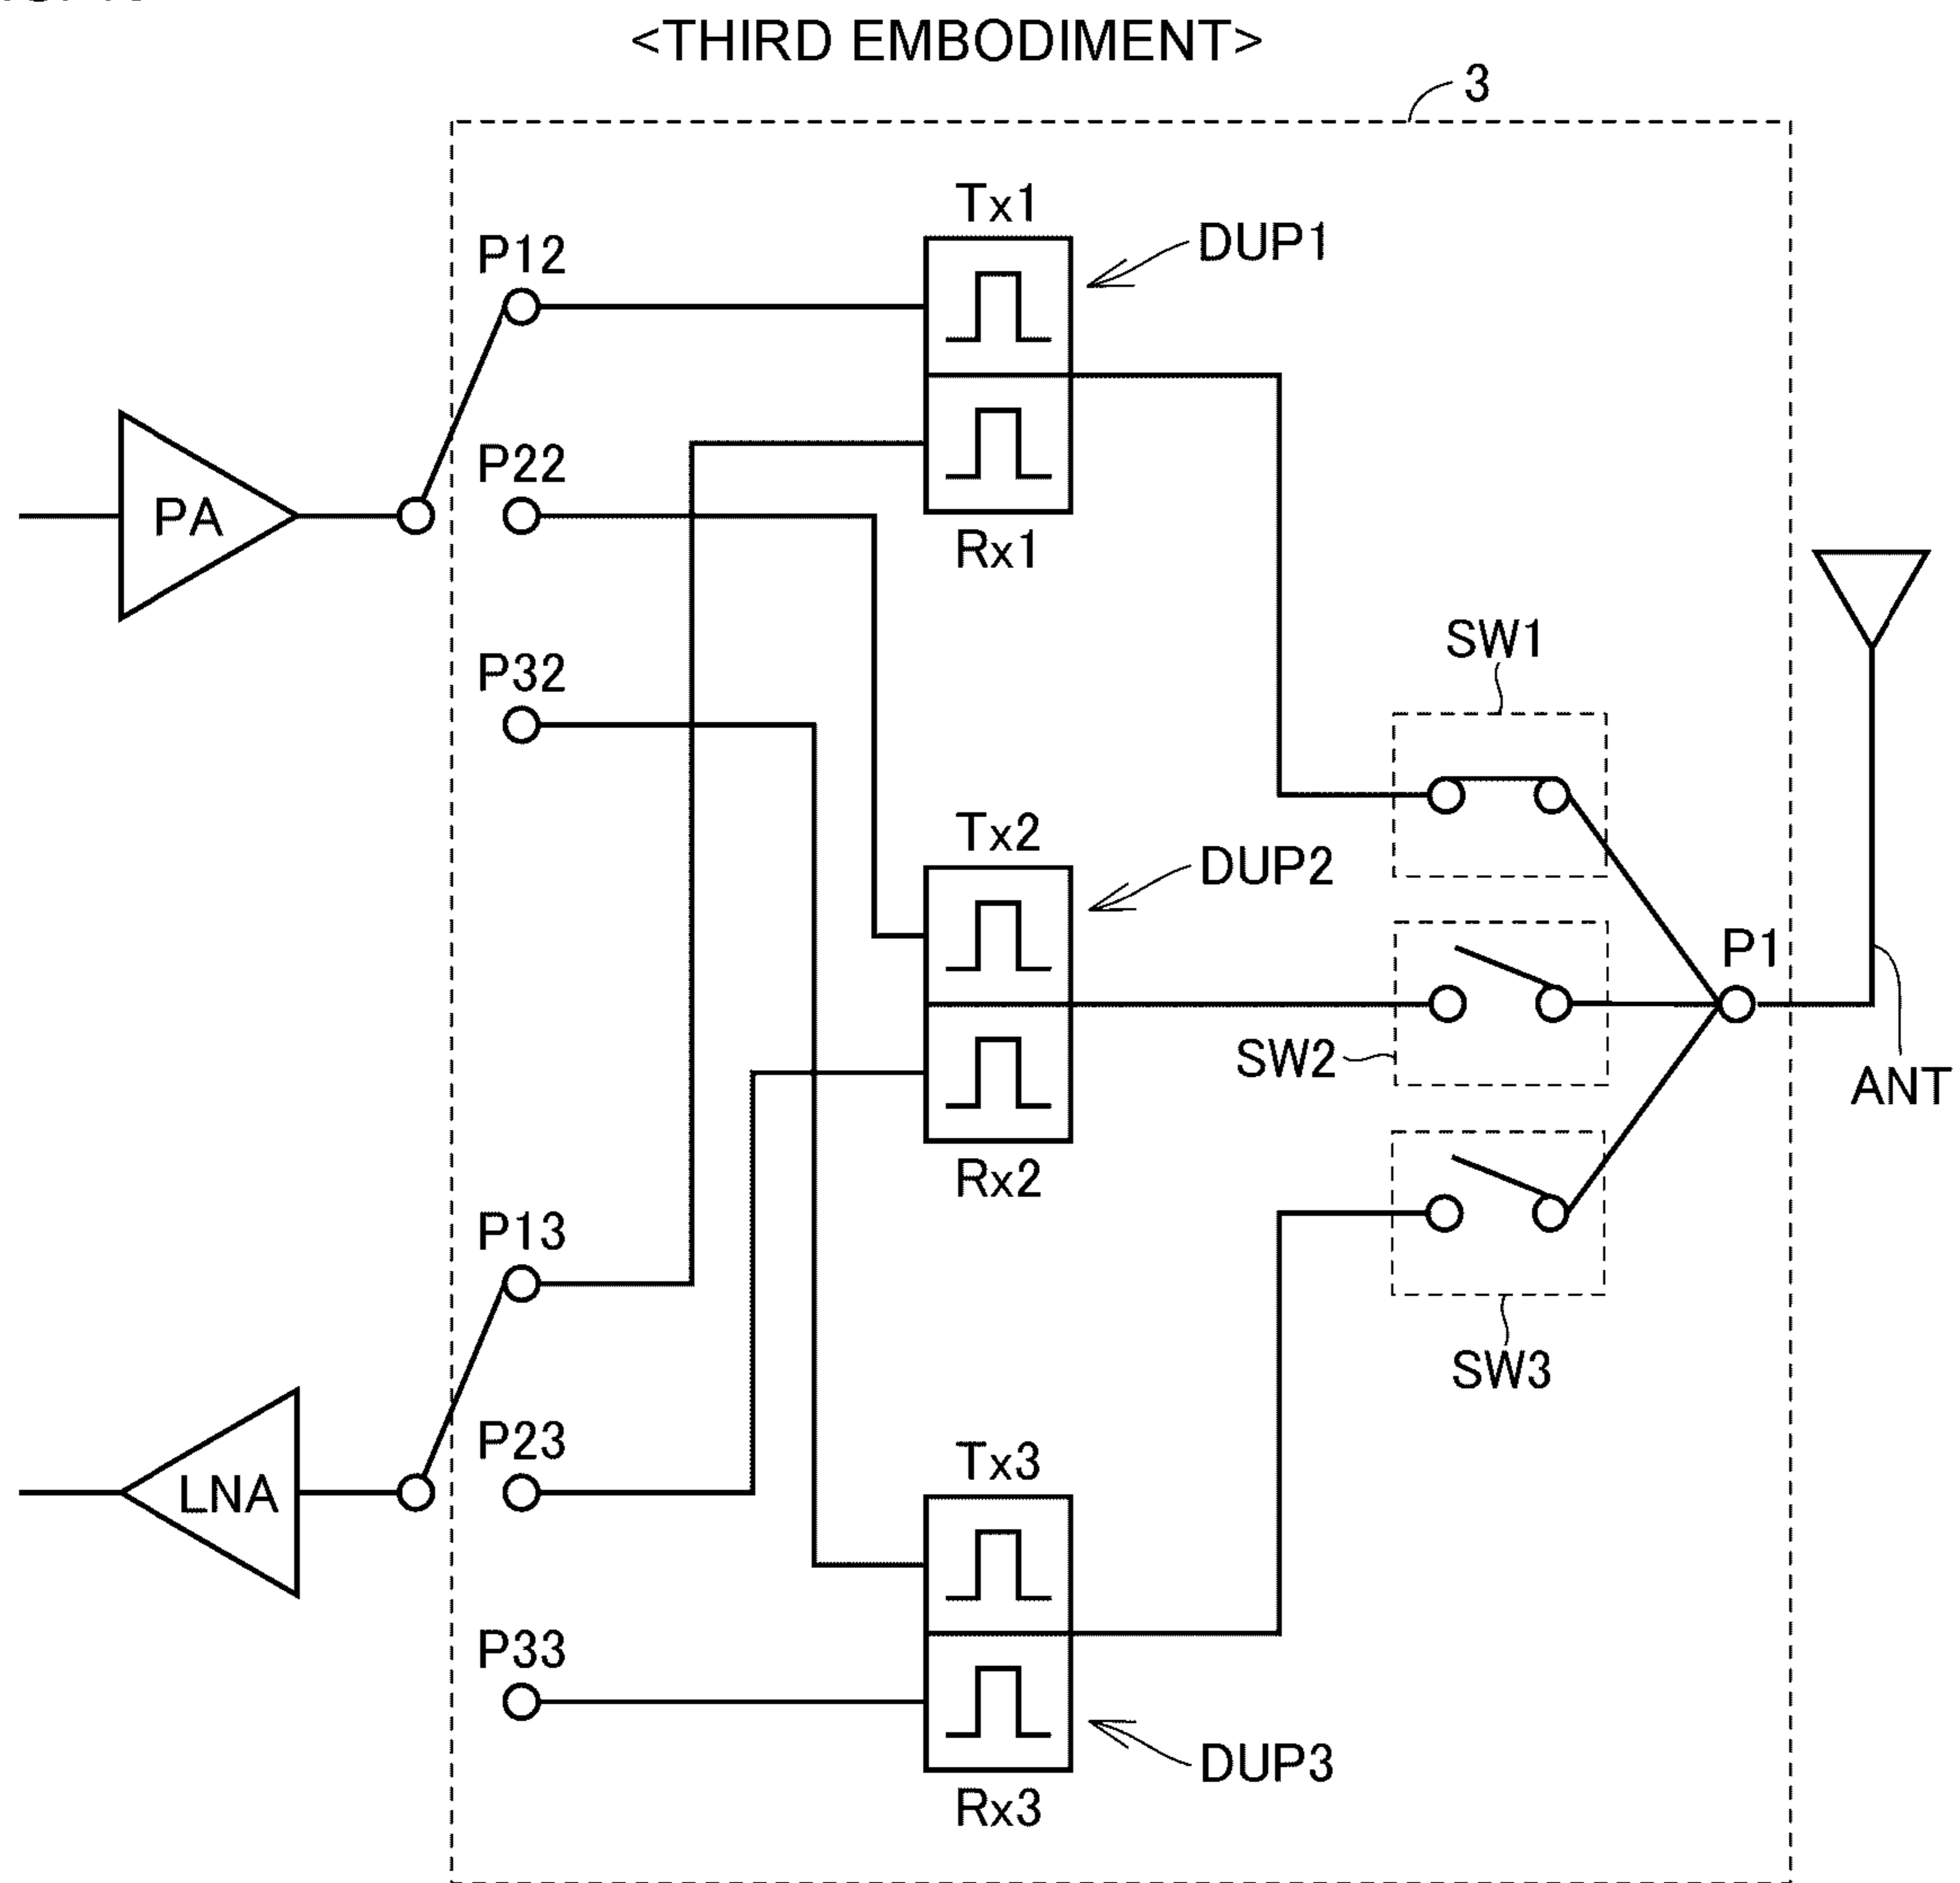 <THIRD EMBODIMENT>
3
Tx1
DUP1
P12
P22
PA
Rx1
P32
SW1
Tx2
DUP2
P1
SW2
ANT
Rx2
P13
SW3
P23
Tx3
LNA
P33
DUP3
Rx3